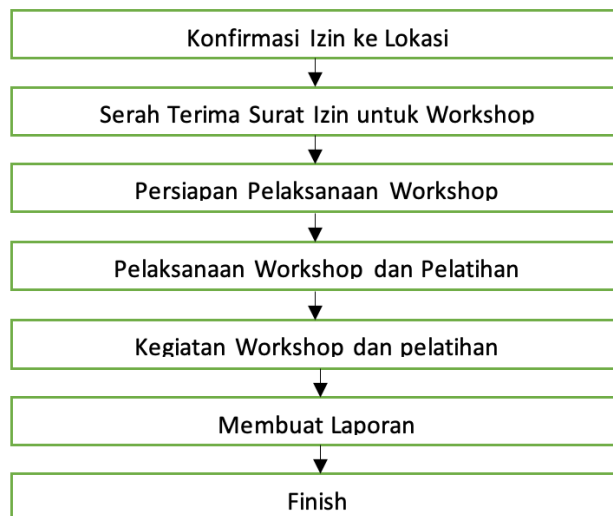 Konfirmasi Izin ke Lokasi
Serah Terima Surat Izin untuk Workshop
Persiapan Pelaksanaan Workshop
Pelaksanaan Workshop dan Pelatihan
Kegiatan Workshop dan pelatihan
Membuat Laporan
Finish